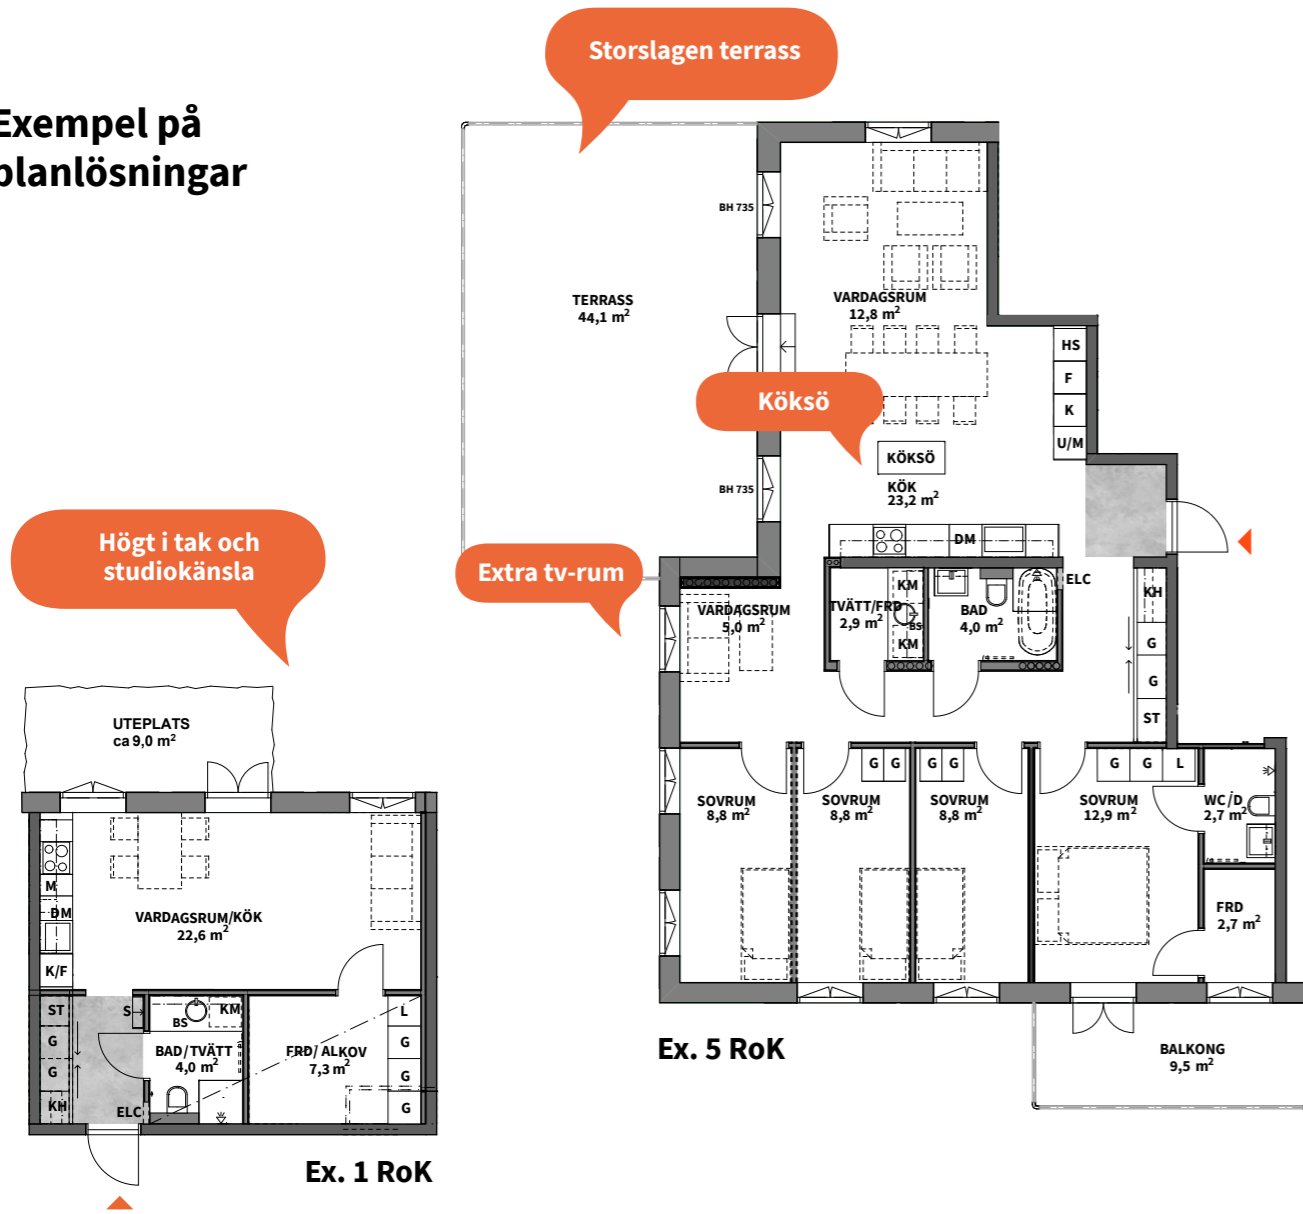 Storslagen terrass
Exempel på
planlösningar
BH 735
TERRASS
44,1 m²
VARDAGSRUM
12,8 m²
HS
F
K
U/M
Köksö
KÖKSÖ
KÖK
23,2 m²
BH 735
DM
Högt i tak och
studiokänsla
Extra tv-rum
VARDAGSRUM
5,0 m²
TVÄTT/FRD
2,9 m²
KM
BS
KM
BAD
4,0 m²
ELC
KH
G
G
ST
SOVRUM
8,8 m²
G G
SOVRUM
8,8 m²
G G
SOVRUM
8,8 m²
G G L
SOVRUM
12,9 m²
WC/D
2,7 m²
FRD
2,7 m²
BALKONG
9,5 m²
Ex. 5 RoK
UTEPLATS
ca 9,0 m²
M
DM
K/F
VARDAGSRUM/KÖK
22,6 m²
ST
G
G
KH
S
ELC
BS
KM
BAD/TVÄTT
4,0 m²
FRD/ALKOV
7,3 m²
L
G
G
G
Ex. 1 RoK